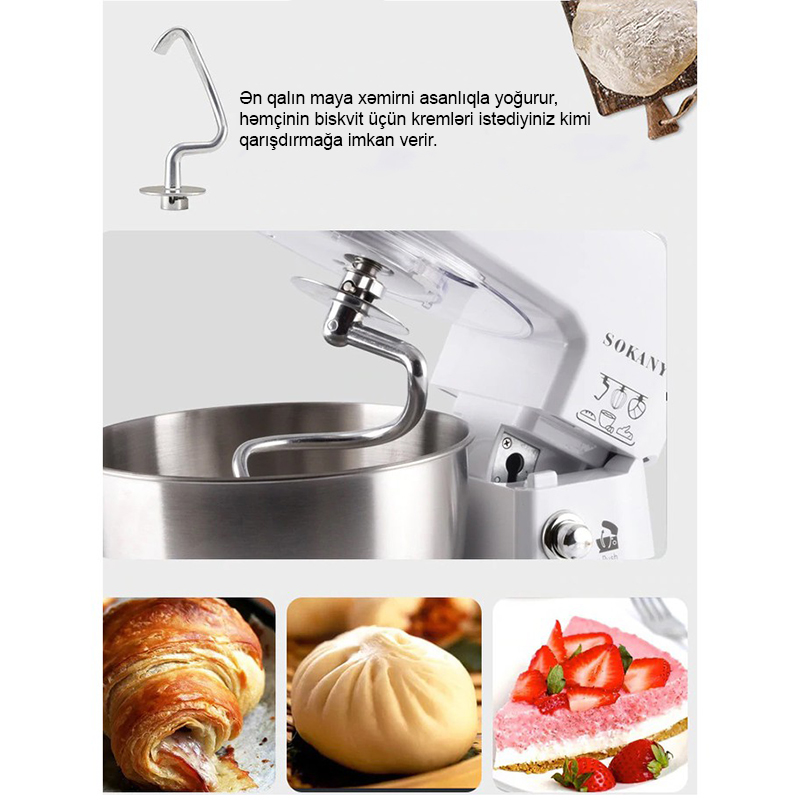 Ən qalın maya xəmirni asanlıqla yoğurur,
həmçinin biskvit üçün kremləri istədiyiniz kimi
qarışdırmağa imkan verir.
SOKANY